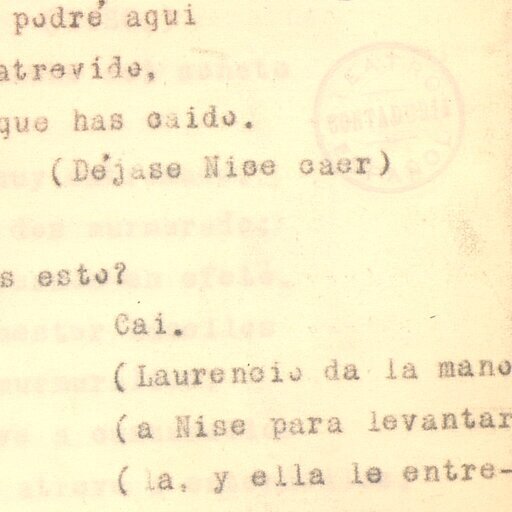 podré aqui
atrevido,
que has caido.
(Déjase Nise caer)
s esto?
Cai.
(Laurencio da la mano
(a Nise para levantar
(la, y ella le entre-